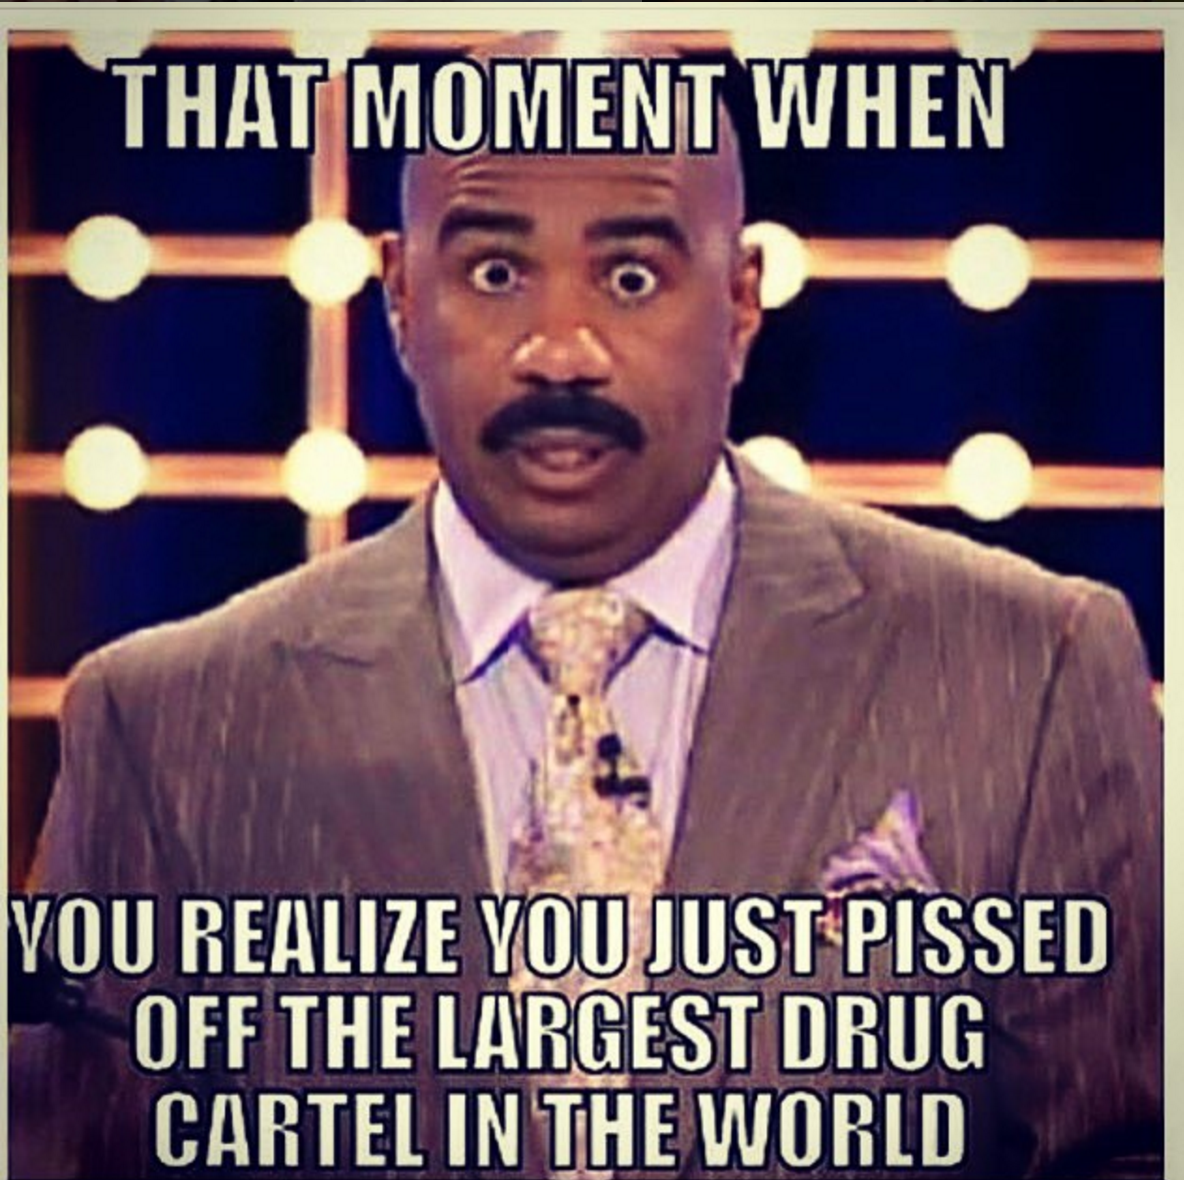 THAT MOMENT WHEN
YOU REALIZE YOU JUST PISSED
OFF THE LARGEST DRUG
CARTEL IN THE WORLD